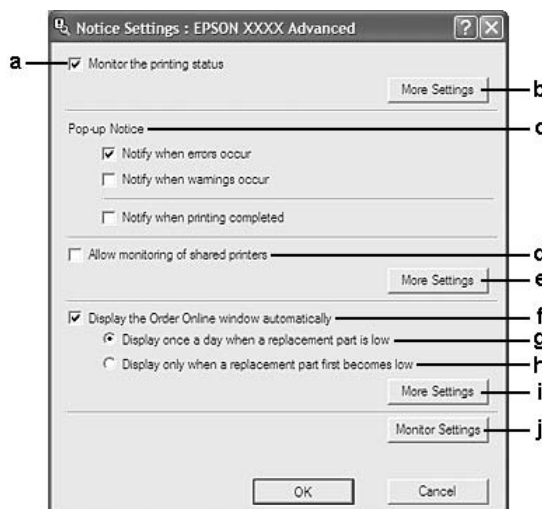 Notice Settings : EPSON XXXX Advanced
a Monitor the printing status
More Settings b
Pop-up Notice c
Notify when errors occur
Notify when warnings occur
Notify when printing completed
Allow monitoring of shared printers d
More Settings e
Display the Order Online window automatically f
Display once a day when a replacement part is low g
Display only when a replacement part first becomes low h
More Settings i
Monitor Settings j
OK Cancel